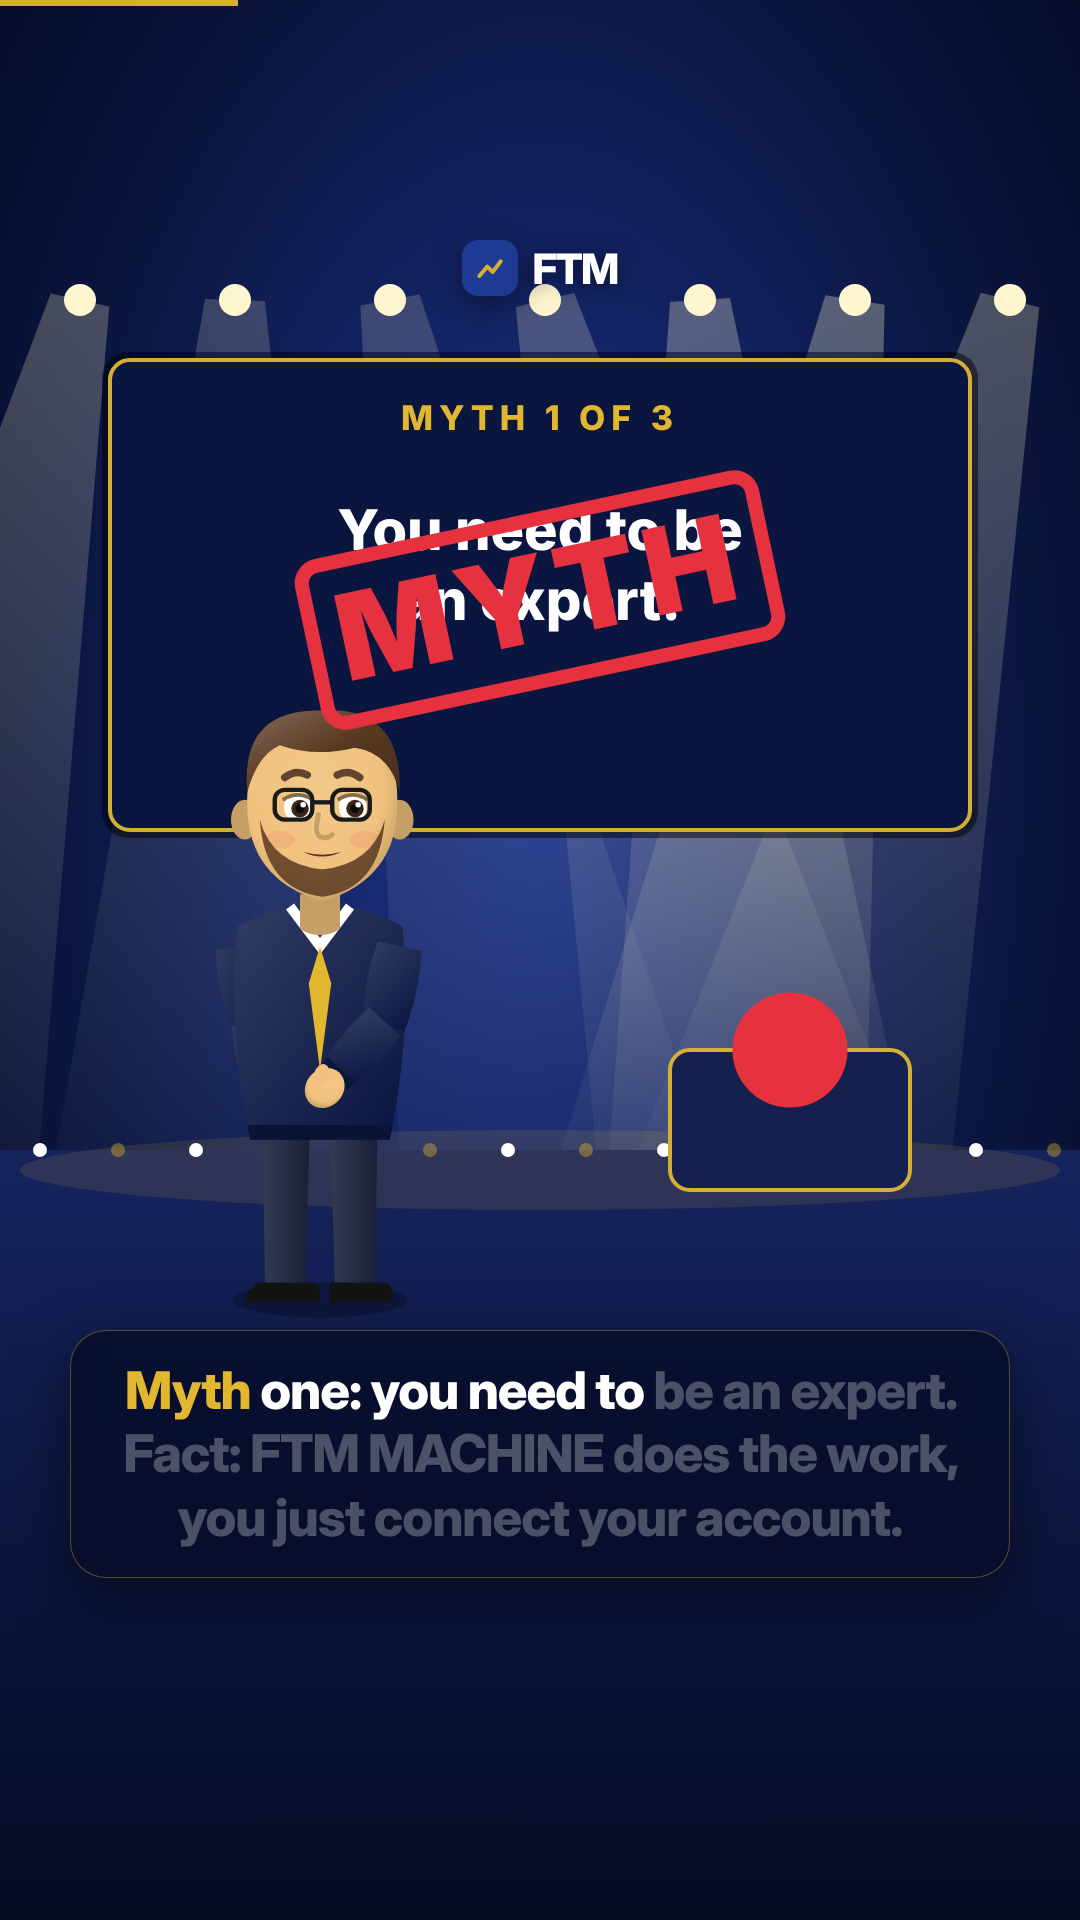 FTM
MYTH 1 OF 3
You need to be
an expert.
MYTH
Myth one: you need to be an expert.
Fact: FTM MACHINE does the work,
you just connect your account.